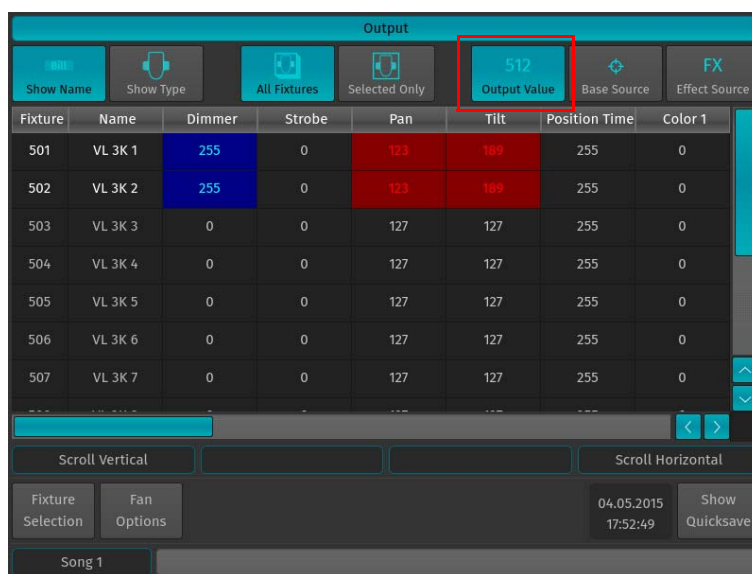 Output
Bill
Show Name
Show Type
All Fixtures
Selected Only
512
Output Value
Base Source
FX
Effect Source
Fixture Name Dimmer Strobe Pan Tilt Position Time Color 1
501 VL 3K 1 255 0 123 189 255 0
502 VL 3K 2 255 0 123 189 255 0
503 VL 3K 3 0 0 127 127 255 0
504 VL 3K 4 0 0 127 127 255 0
505 VL 3K 5 0 0 127 127 255 0
506 VL 3K 6 0 0 127 127 255 0
507 VL 3K 7 0 0 127 127 255 0
Scroll Vertical
Scroll Horizontal
Fixture
Selection
Fan
Options
04.05.2015
17:52:49
Show
Quicksave
Song 1